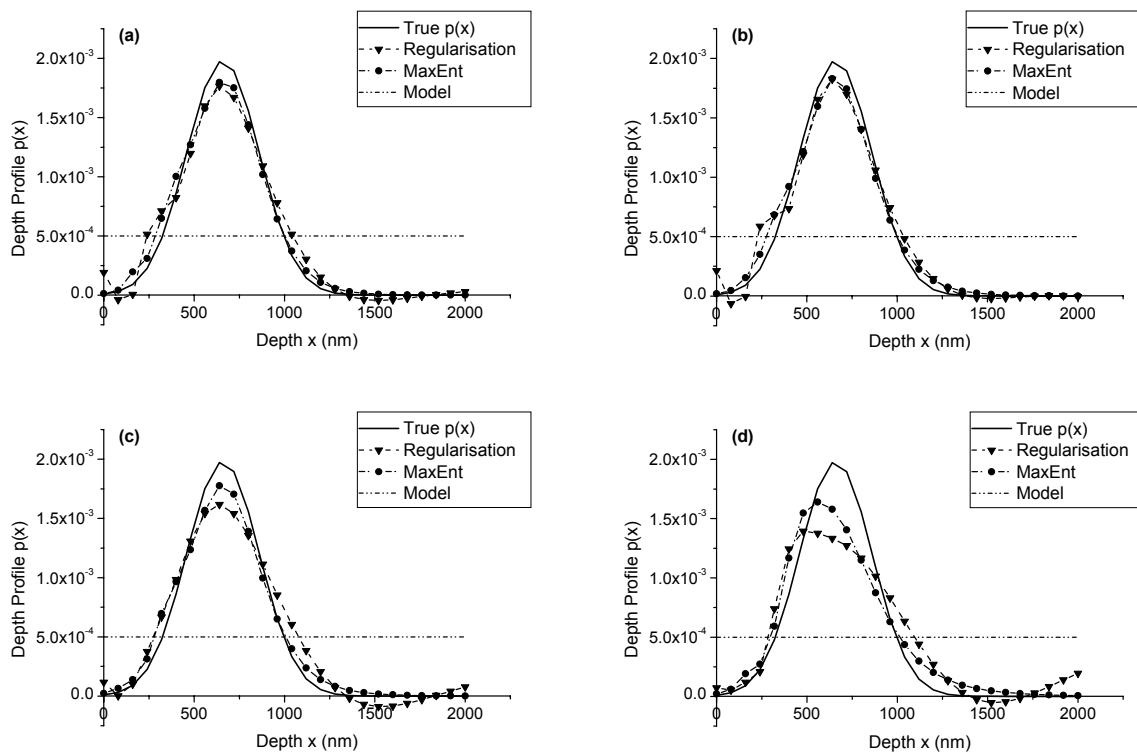 (a)
True p(x)
Regularisation
MaxEnt
Model
2.0x10⁻³
1.5x10⁻³
1.0x10⁻³
5.0x10⁻⁴
0.0
Depth Profile p(x)
0 500 1000 1500 2000
Depth x (nm)
(b)
True p(x)
Regularisation
MaxEnt
Model
2.0x10⁻³
1.5x10⁻³
1.0x10⁻³
5.0x10⁻⁴
0.0
Depth Profile p(x)
0 500 1000 1500 2000
Depth x (nm)
(c)
True p(x)
Regularisation
MaxEnt
Model
2.0x10⁻³
1.5x10⁻³
1.0x10⁻³
5.0x10⁻⁴
0.0
Depth Profile p(x)
0 500 1000 1500 2000
Depth x (nm)
(d)
True p(x)
Regularisation
MaxEnt
Model
2.0x10⁻³
1.5x10⁻³
1.0x10⁻³
5.0x10⁻⁴
0.0
Depth Profile p(x)
0 500 1000 1500 2000
Depth x (nm)